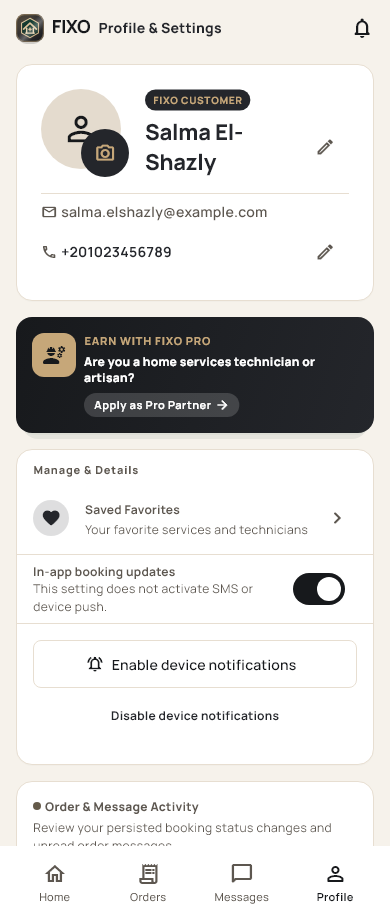 FIXO Profile & Settings
FIXO CUSTOMER
Salma El-
Shazly
salma.elshazly@example.com
+201023456789
EARN WITH FIXO PRO
Are you a home services technician or
artisan?
Apply as Pro Partner →
Manage & Details
Saved Favorites
Your favorite services and technicians
In-app booking updates
This setting does not activate SMS or
device push.
Enable device notifications
Disable device notifications
Order & Message Activity
Review your persisted booking status changes and
unread order messages
Home Orders Messages Profile